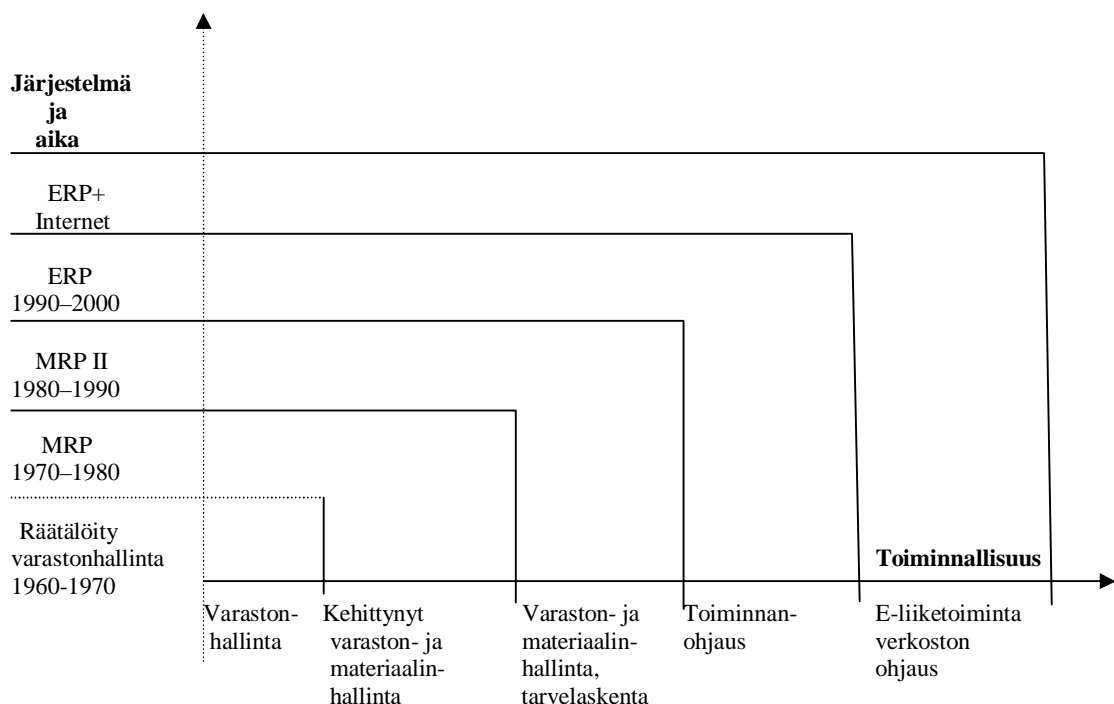 Järjestelmä
ja
aika
ERP+
Internet
ERP
1990–2000
MRP II
1980–1990
MRP
1970–1980
Räätälöity
varastonhallinta
1960-1970
Toiminnallisuus
Varaston-
hallinta
Kehittynyt
varaston- ja
materiaalin-
hallinta
Varaston- ja
materiaalin-
hallinta,
tarvelaskenta
Toiminnan-
ohjaus
E-liiketoiminta
verkoston
ohjaus